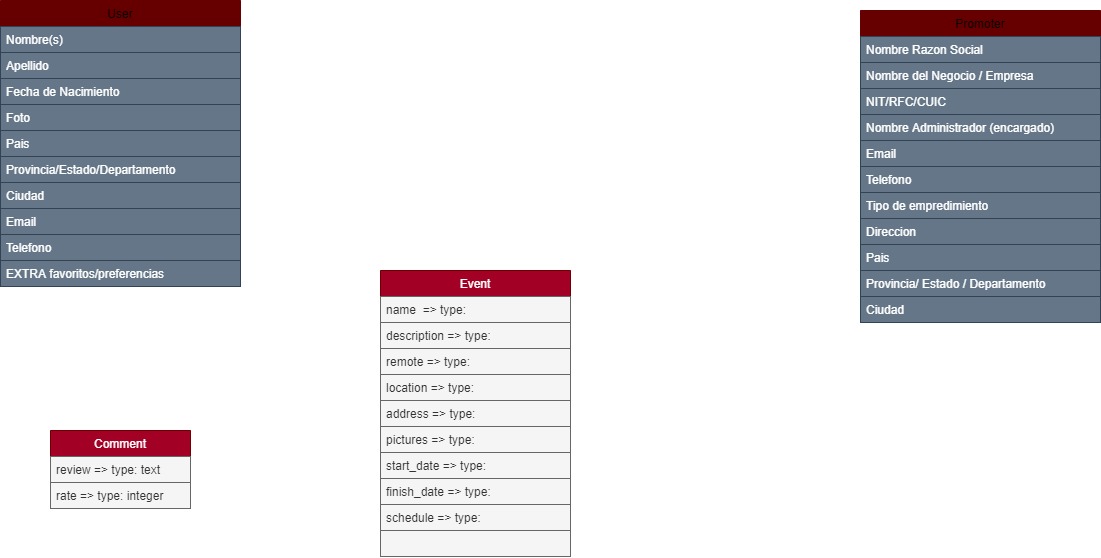 User
Nombre(s)
Apellido
Fecha de Nacimiento
Foto
Pais
Provincia/Estado/Departamento
Ciudad
Email
Telefono
EXTRA favoritos/preferencias
Promoter
Nombre Razon Social
Nombre del Negocio / Empresa
NIT/RFC/CUIC
Nombre Administrador (encargado)
Email
Telefono
Tipo de empredimiento
Direccion
Pais
Provincia/ Estado / Departamento
Ciudad
Event
name => type:
description => type:
remote => type:
location => type:
address => type:
pictures => type:
start_date => type:
finish_date => type:
schedule => type:
Comment
review => type: text
rate => type: integer